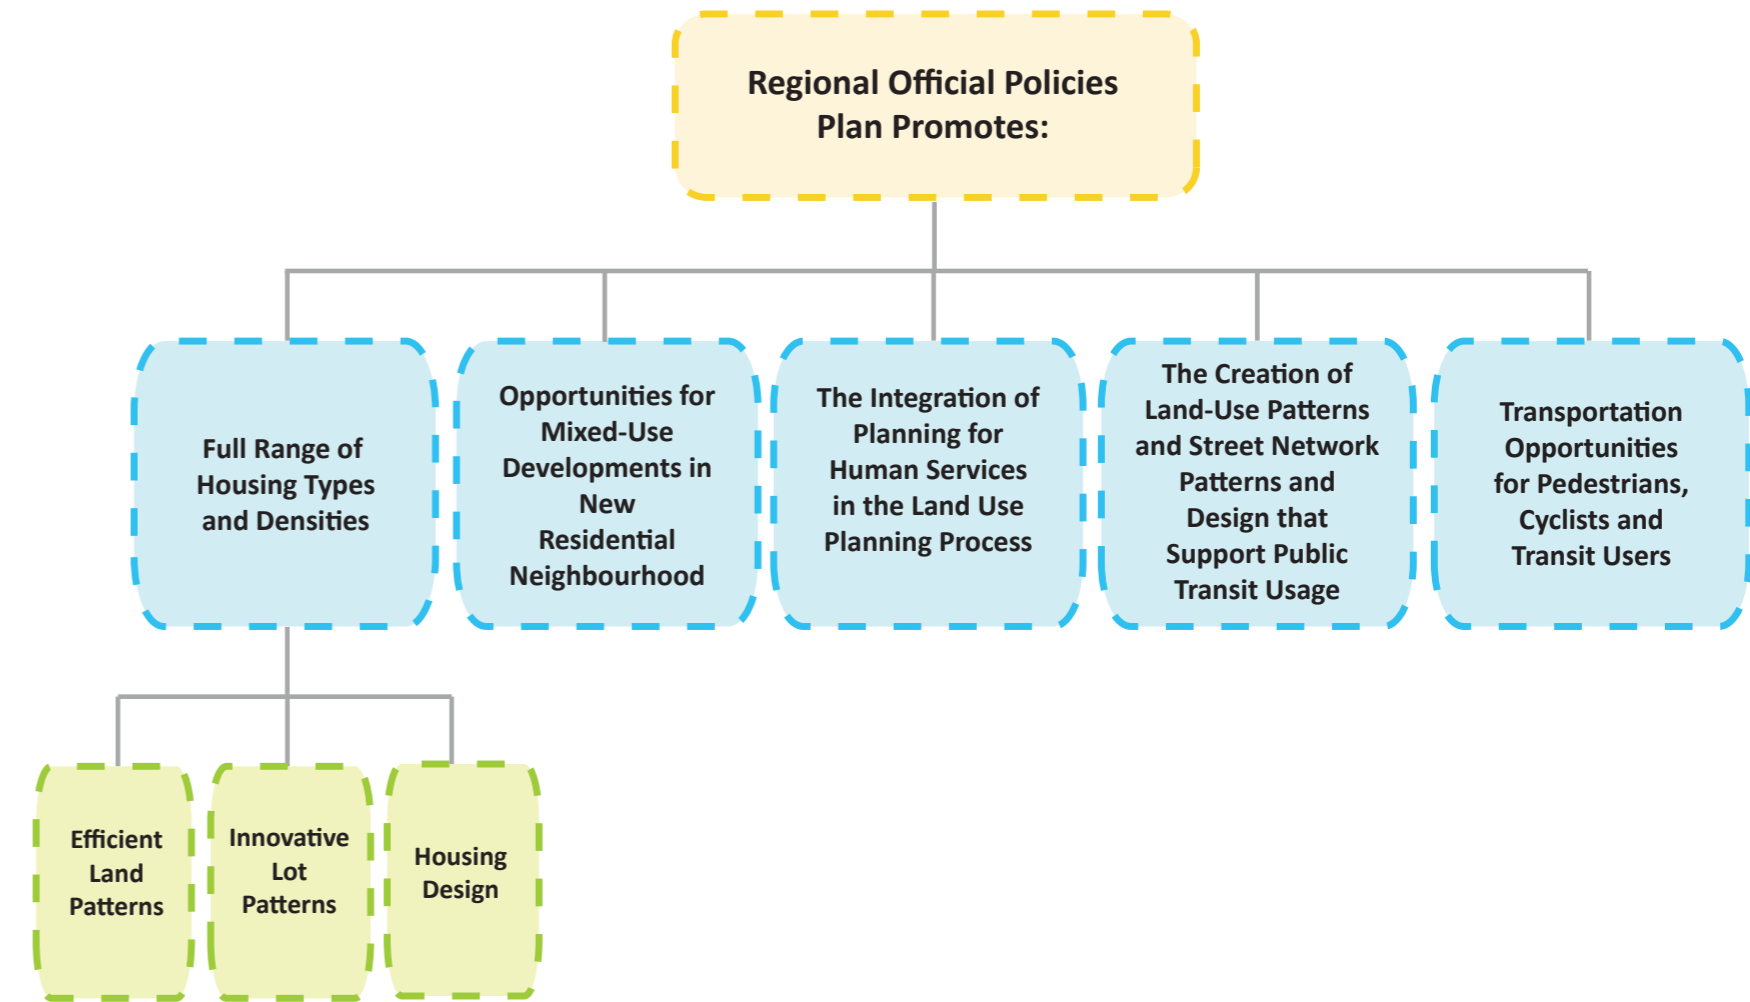 Regional Official Policies
Plan Promotes:
Full Range of
Housing Types
and Densities
Opportunities for
Mixed-Use
Developments in
New
Residential
Neighbourhood
The Integration of
Planning for
Human Services
in the Land Use
Planning Process
The Creation of
Land-Use Patterns
and Street Network
Patterns and
Design that
Support Public
Transit Usage
Transportation
Opportunities
for Pedestrians,
Cyclists and
Transit Users
Efficient
Land
Patterns
Innovative
Lot
Patterns
Housing
Design